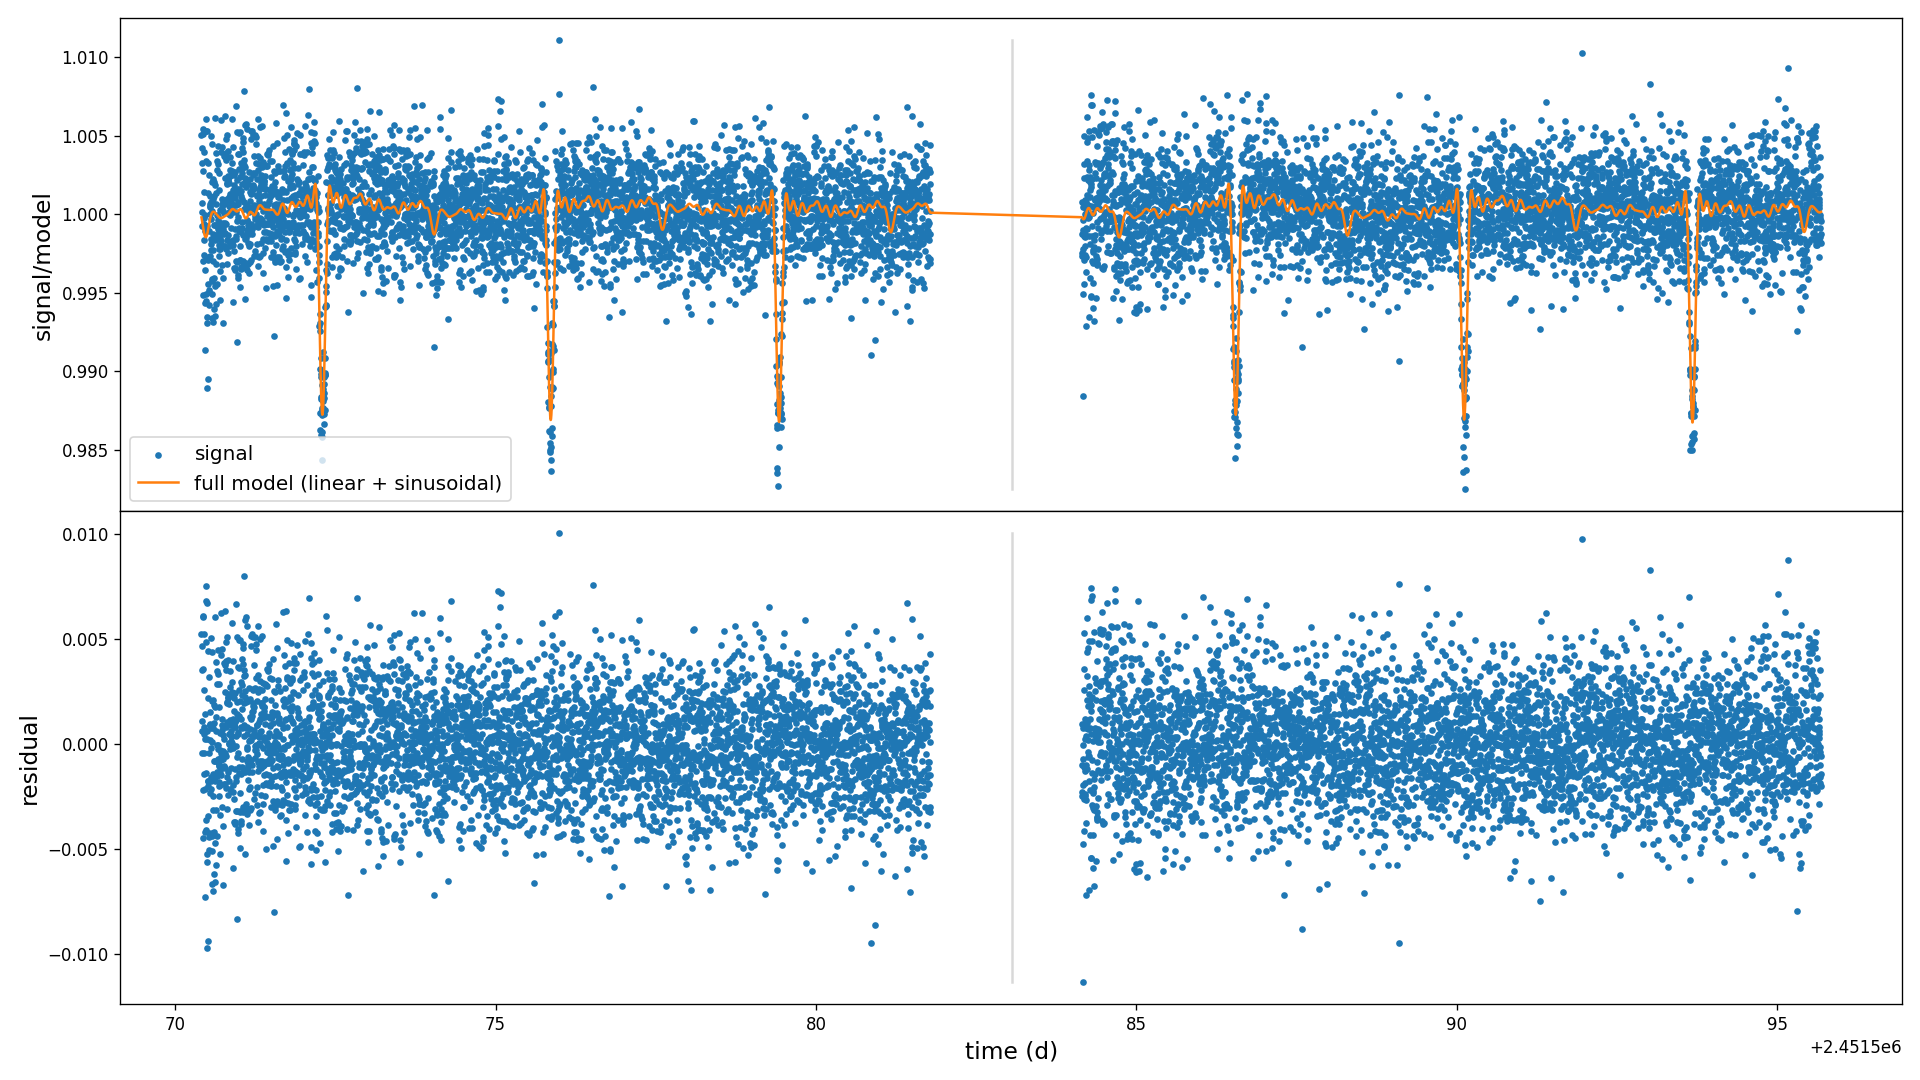 1.010
1.005
1.000
0.995
0.990
0.985
signal/model
signal
full model (linear + sinusoidal)
0.010
0.005
0.000
−0.005
−0.010
residual
70 75 80 85 90 95
time (d)
+2.4515e6